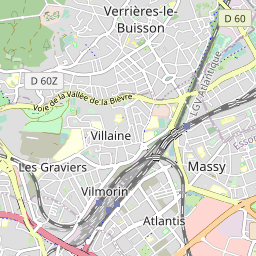 Verrières-le-
Buisson
D 60
D 60Z
Voie de la Vallée de la Bièvre
LGV Atlantique
Villaine
Les Graviers
Massy
Vilmorin
Atlantis